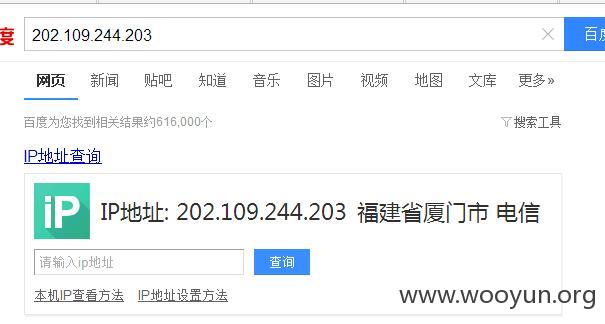 度 202.109.244.203 百度
网页 新闻 贴吧 知道 音乐 图片 视频 地图 文库 更多»
百度为您找到相关结果约616,000个 搜索工具
IP地址查询
iP IP地址: 202.109.244.203 福建省厦门市 电信
请输入ip地址 查询
本机IP查看方法 IP地址设置方法
www.wooyun.org